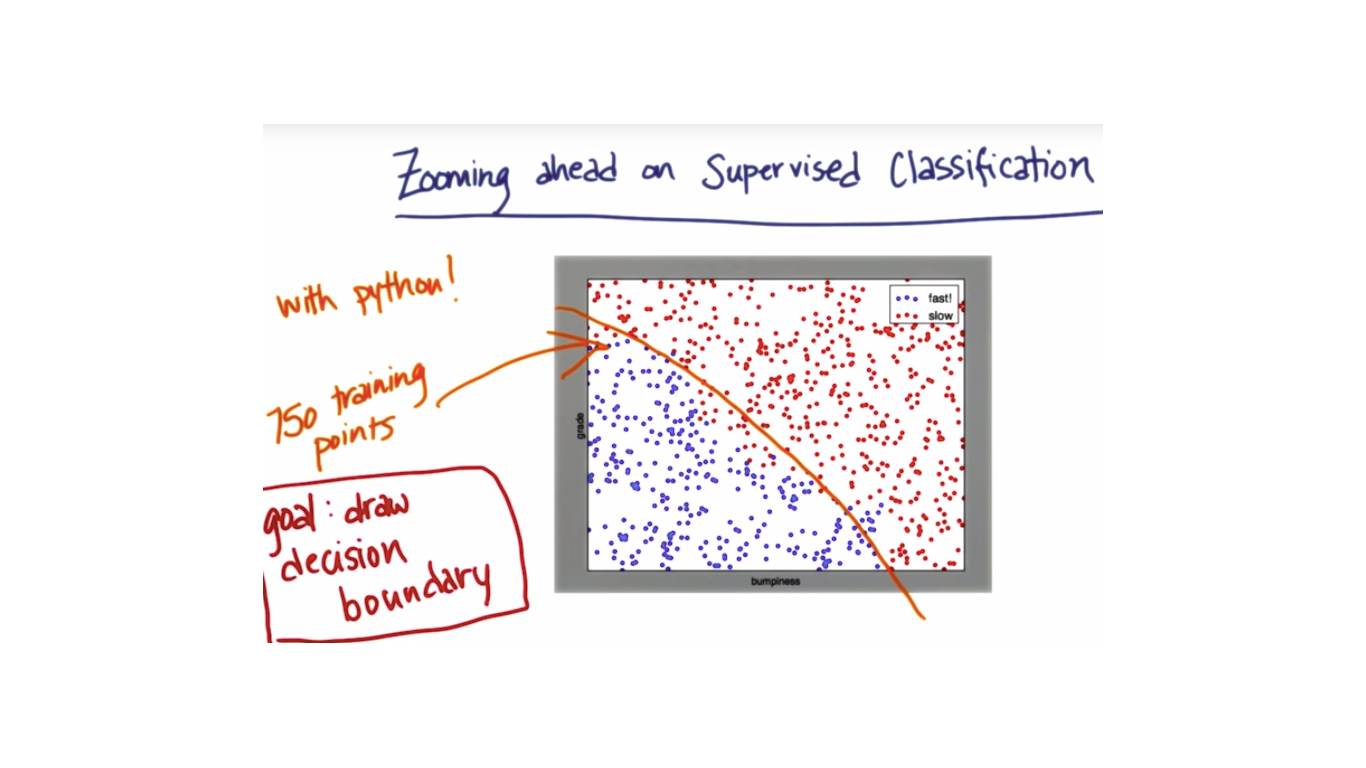 Zooming ahead on Supervised Classification
with python!
750 training
points
goal: draw
decision
boundary
fast!
slow
grade
bumpiness